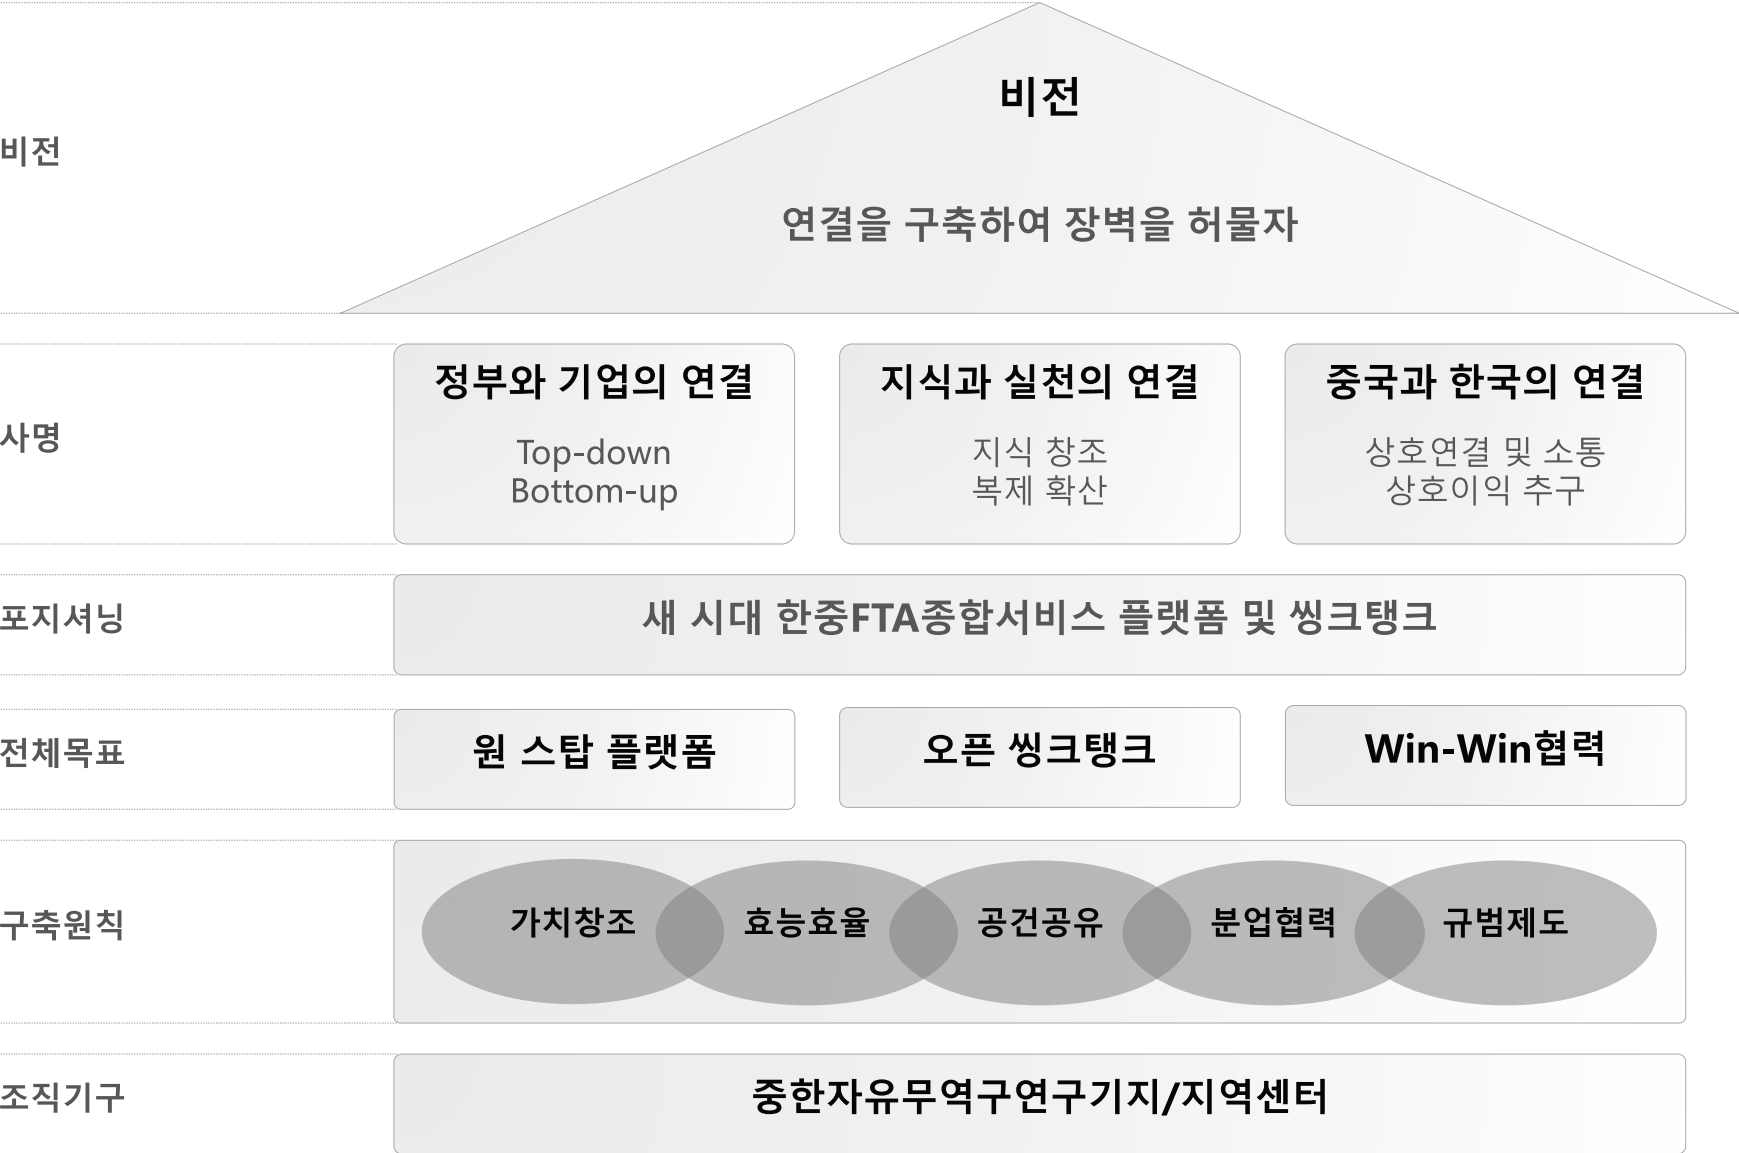 비전
비전
연결을 구축하여 장벽을 허물자
사명
정부와 기업의 연결
Top-down
Bottom-up
지식과 실천의 연결
지식 창조
복제 확산
중국과 한국의 연결
상호연결 및 소통
상호이익 추구
포지셔닝
새 시대 한중FTA종합서비스 플랫폼 및 씽크탱크
전체목표
원 스탑 플랫폼
오픈 씽크탱크
Win-Win협력
구축원칙
가치창조
효능효율
공건공유
분업협력
규범제도
조직기구
중한자유무역구연구기지/지역센터